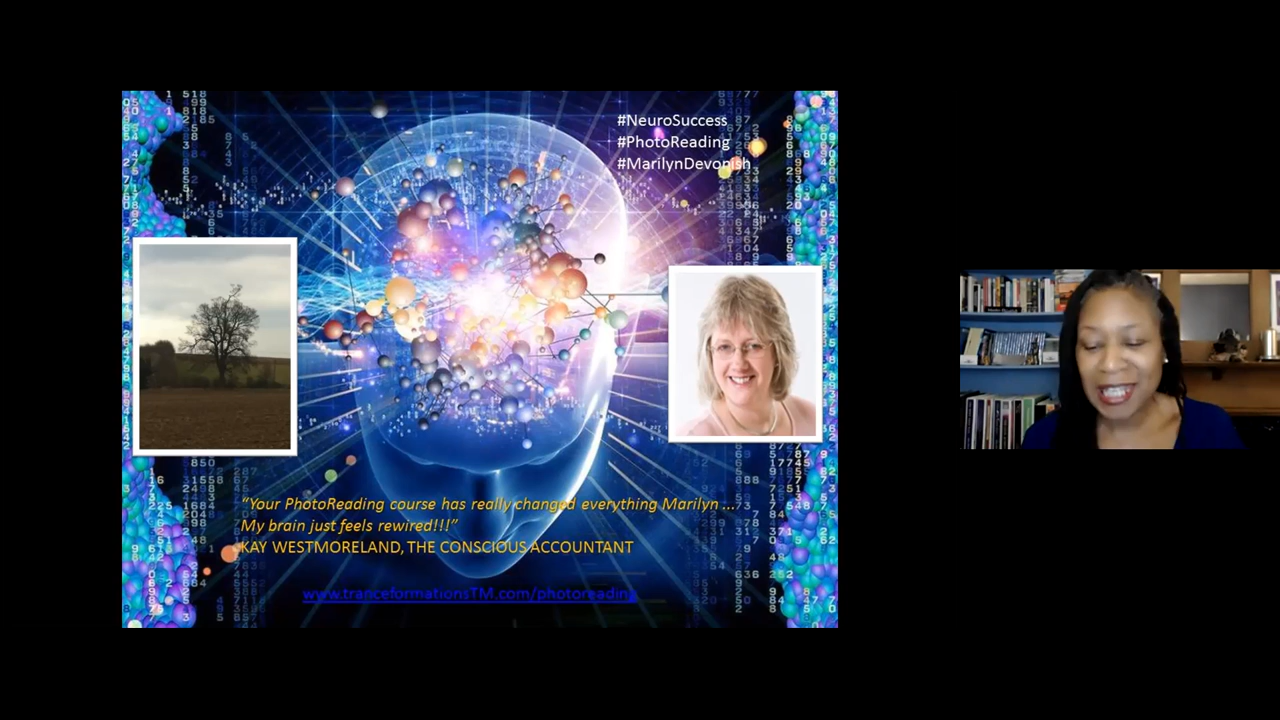 #NeuroSuccess
#PhotoReading
#MarilynDevonish
“Your PhotoReading course has really changed everything Marilyn ...
My brain just feels rewired!!!”
KAY WESTMORELAND, THE CONSCIOUS ACCOUNTANT
www.tranceformationsTM.com/photoreading